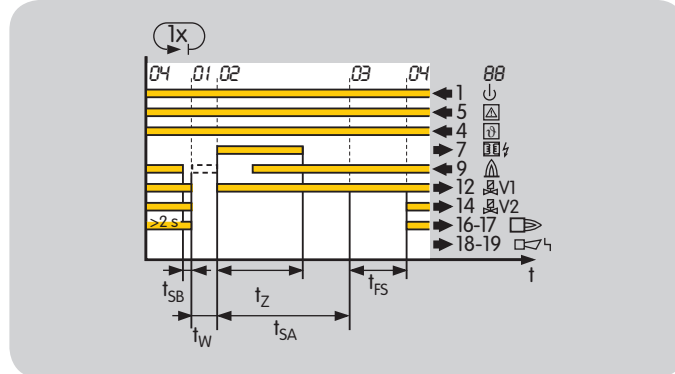 1x
04 01 02 03 04 88
1
5
4 ϑ
7
9
12 V1
14 V2
>2 s 16-17
18-19
t
tSB tZ tFS
tW tSA